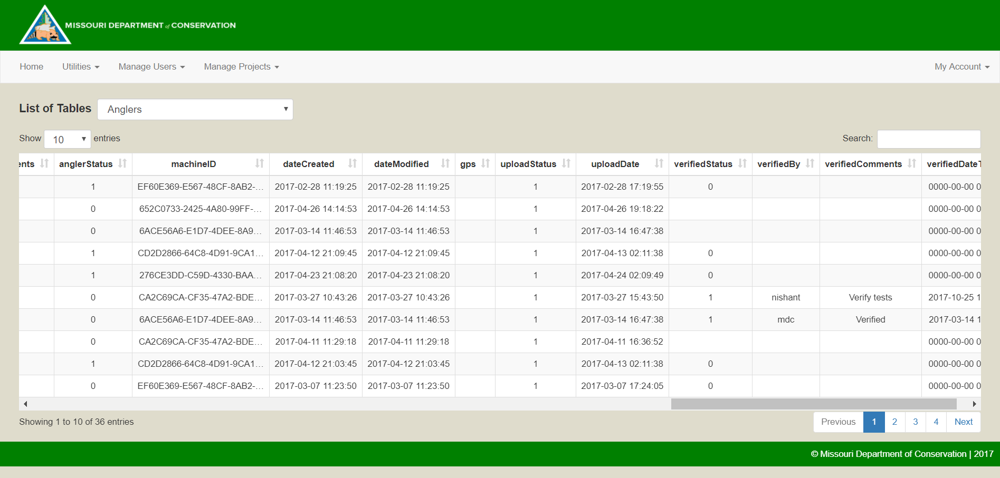 MISSOURI DEPARTMENT of CONSERVATION
Home Utilities Manage Users Manage Projects My Account
List of Tables Anglers
Show 10 entries Search:
ents anglerStatus machineID dateCreated dateModified gps uploadStatus uploadDate verifiedStatus verifiedBy verifiedComments verifiedDateT
1 EF60E369-E567-48CF-8AB2-... 2017-02-28 11:19:25 2017-02-28 11:19:25 1 2017-02-28 17:19:55 0 0000-00-00 0
0 652C0733-2425-4A80-99FF-... 2017-04-26 14:14:53 2017-04-26 14:14:53 1 2017-04-26 19:18:22 0000-00-00 0
0 6ACE56A6-E1D7-4DEE-8A9... 2017-03-14 11:46:53 2017-03-14 11:46:53 1 2017-03-14 16:47:38 0000-00-00 0
1 CD2D2866-64C8-4D91-9CA1... 2017-04-12 21:09:45 2017-04-12 21:09:45 1 2017-04-13 02:11:38 0 0000-00-00 0
1 276CE3DD-C59D-4330-BAA... 2017-04-23 21:08:20 2017-04-23 21:08:20 1 2017-04-24 02:09:49 0 0000-00-00 0
0 CA2C69CA-CF35-47A2-BDE... 2017-03-27 10:43:26 2017-03-27 10:43:26 1 2017-03-27 15:43:50 1 nishant Verify tests 2017-10-25 1
0 6ACE56A6-E1D7-4DEE-8A9... 2017-03-14 11:46:53 2017-03-14 11:46:53 1 2017-03-14 16:47:38 1 mdc Verified 2017-03-14 1
0 CA2C69CA-CF35-47A2-BDE... 2017-04-11 11:29:18 2017-04-11 11:29:18 1 2017-04-11 16:36:52 0000-00-00 0
1 CD2D2866-64C8-4D91-9CA1... 2017-04-12 21:03:45 2017-04-12 21:03:45 1 2017-04-13 02:11:38 0 0000-00-00 0
0 EF60E369-E567-48CF-8AB2-... 2017-03-07 11:23:50 2017-03-07 11:23:50 1 2017-03-07 17:24:05 0 0000-00-00 0
Showing 1 to 10 of 36 entries Previous 1 2 3 4 Next
© Missouri Department of Conservation | 2017